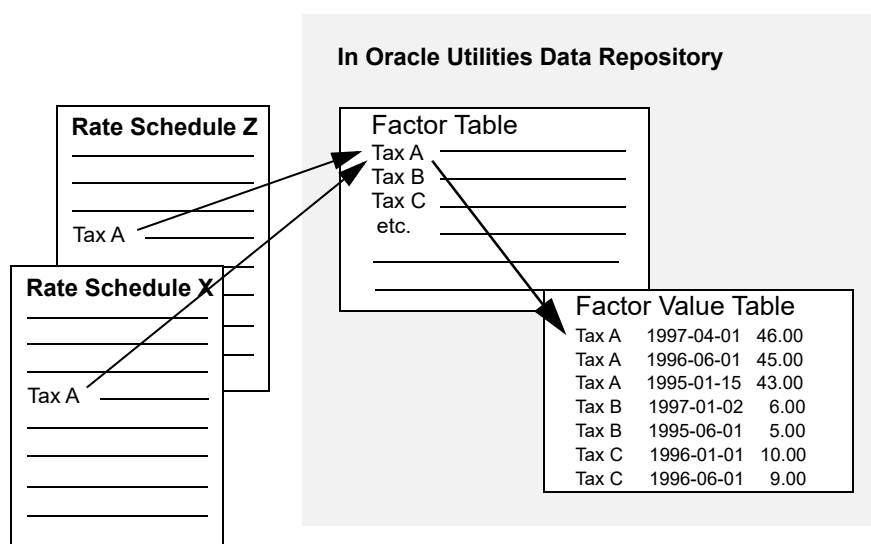 In Oracle Utilities Data Repository
Rate Schedule Z
Tax A
Rate Schedule X
Tax A
Factor Table
Tax A
Tax B
Tax C
etc.
Factor Value Table
Tax A 1997-04-01 46.00
Tax A 1996-06-01 45.00
Tax A 1995-01-15 43.00
Tax B 1997-01-02 6.00
Tax B 1995-06-01 5.00
Tax C 1996-01-01 10.00
Tax C 1996-06-01 9.00